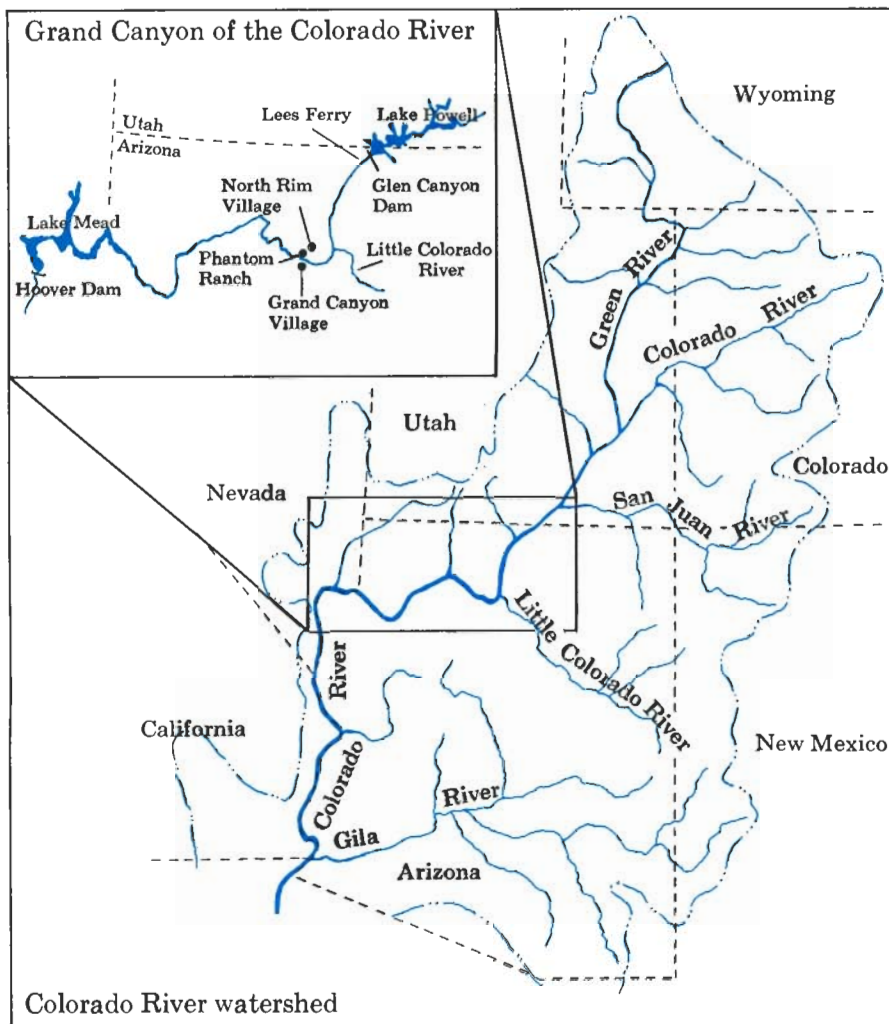 Grand Canyon of the Colorado River
Utah
Arizona
Lees Ferry
Lake Powell
Glen Canyon
Dam
North Rim
Village
Lake Mead
Phantom
Ranch
Little Colorado
River
Hoover Dam
Grand Canyon
Village
Wyoming
Green River
Colorado River
Utah
Colorado
Nevada
San Juan River
Little Colorado River
California
New Mexico
Colorado River
Gila River
Arizona
Colorado River watershed